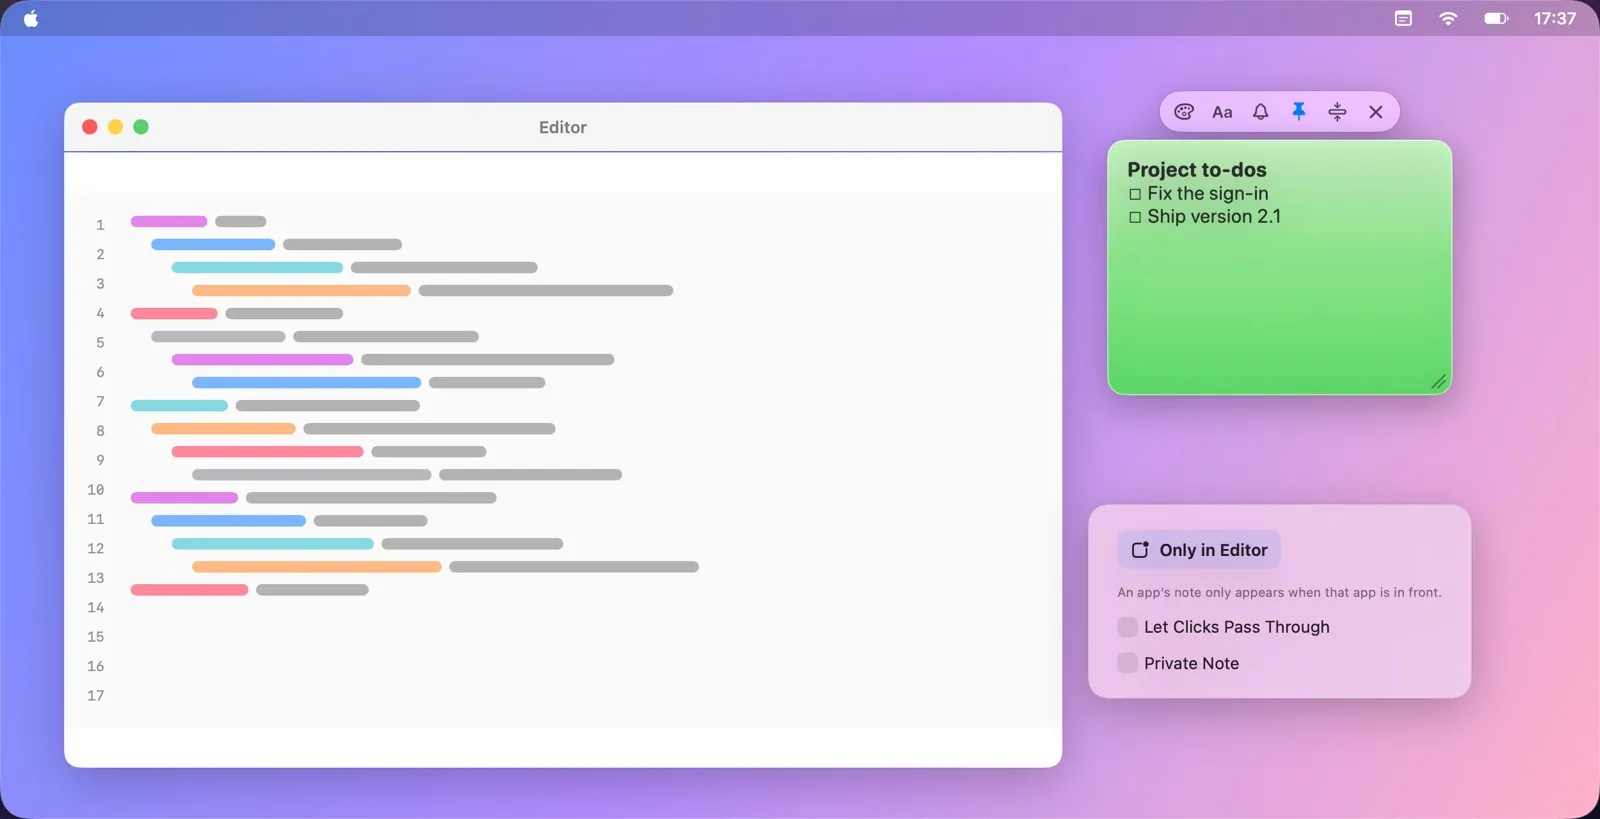 17:37
Editor
1
2
3
4
5
6
7
8
9
10
11
12
13
14
15
16
17
Aa
Project to-dos
☐ Fix the sign-in
☐ Ship version 2.1
Only in Editor
An app's note only appears when that app is in front.
Let Clicks Pass Through
Private Note